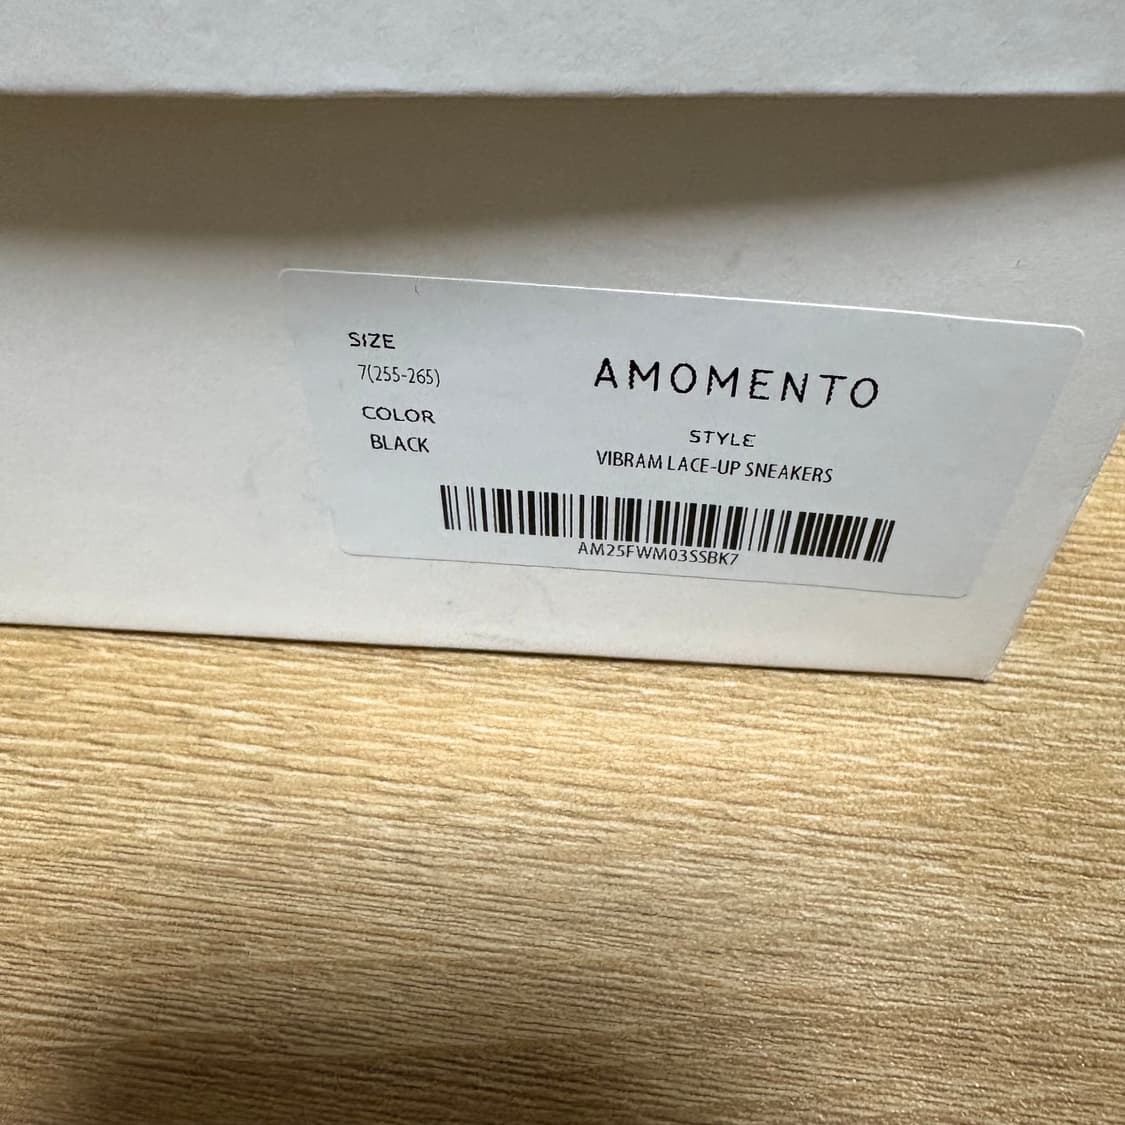 SIZE
7(255-265)
COLOR
BLACK
AMOMENTO
STYLE
VIBRAM LACE-UP SNEAKERS
AM25FWM03SSBK7